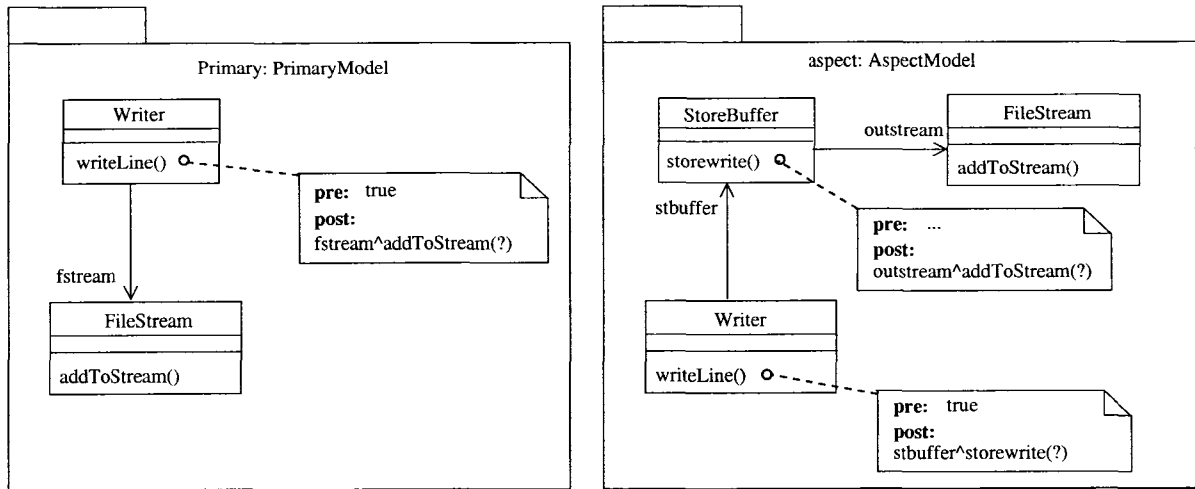 Primary: PrimaryModel
Writer
writeLine()
pre: true
post:
fstream^addToStream(?)
fstream
FileStream
addToStream()
aspect: AspectModel
StoreBuffer
storewrite()
outstream
FileStream
addToStream()
pre: ...
post:
outstream^addToStream(?)
stbuffer
Writer
writeLine()
pre: true
post:
stbuffer^storewrite(?)